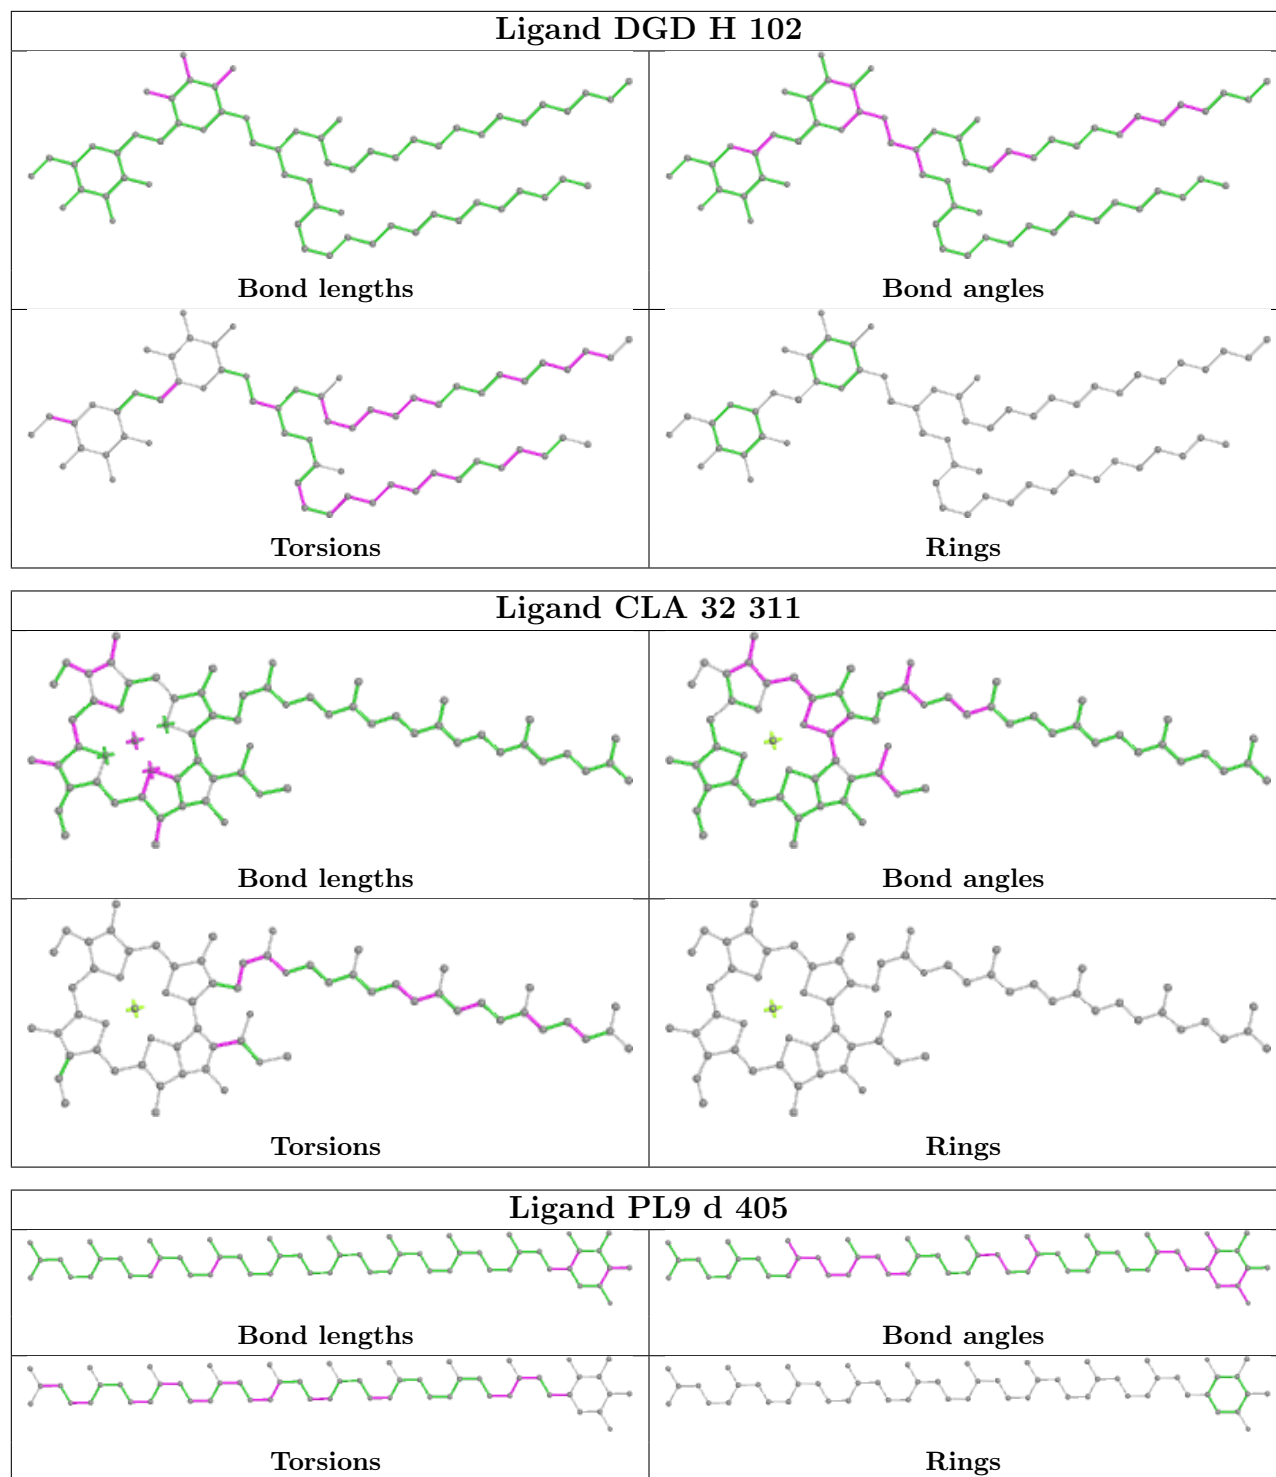 Ligand DGD H 102
Bond lengths
Bond angles
Torsions
Rings
Ligand CLA 32 311
Bond lengths
Bond angles
Torsions
Rings
Ligand PL9 d 405
Bond lengths
Bond angles
Torsions
Rings